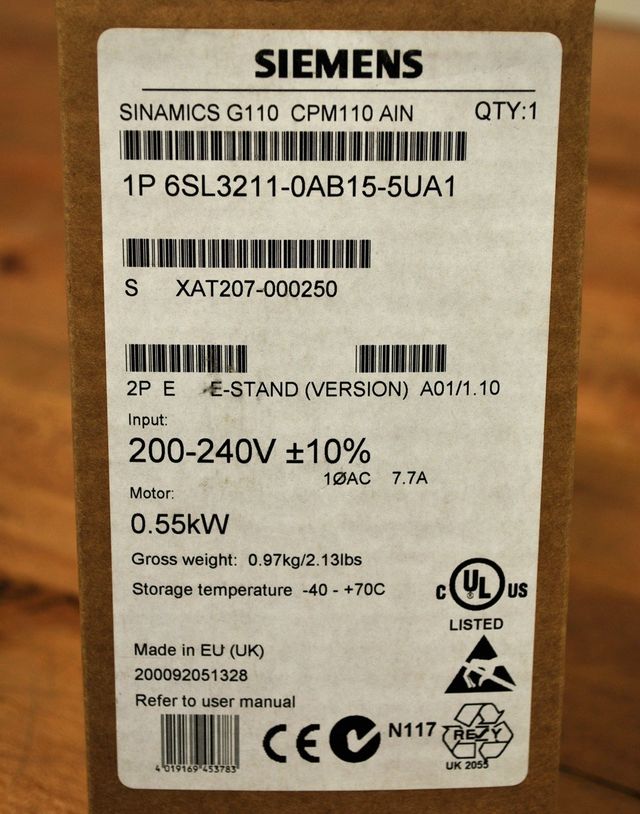 SIEMENS
SINAMICS G110 CPM110 AIN QTY:1
1P 6SL3211-0AB15-5UA1
S XAT207-000250
2P E E-STAND (VERSION) A01/1.10
Input:
200-240V ±10%
1ØAC 7.7A
Motor:
0.55kW
Gross weight: 0.97kg/2.13lbs
Storage temperature -40 - +70C
C UL ® US
LISTED
Made in EU (UK)
200092051328
Refer to user manual
4 019169 453783
CE N117
RESY
UK 2055